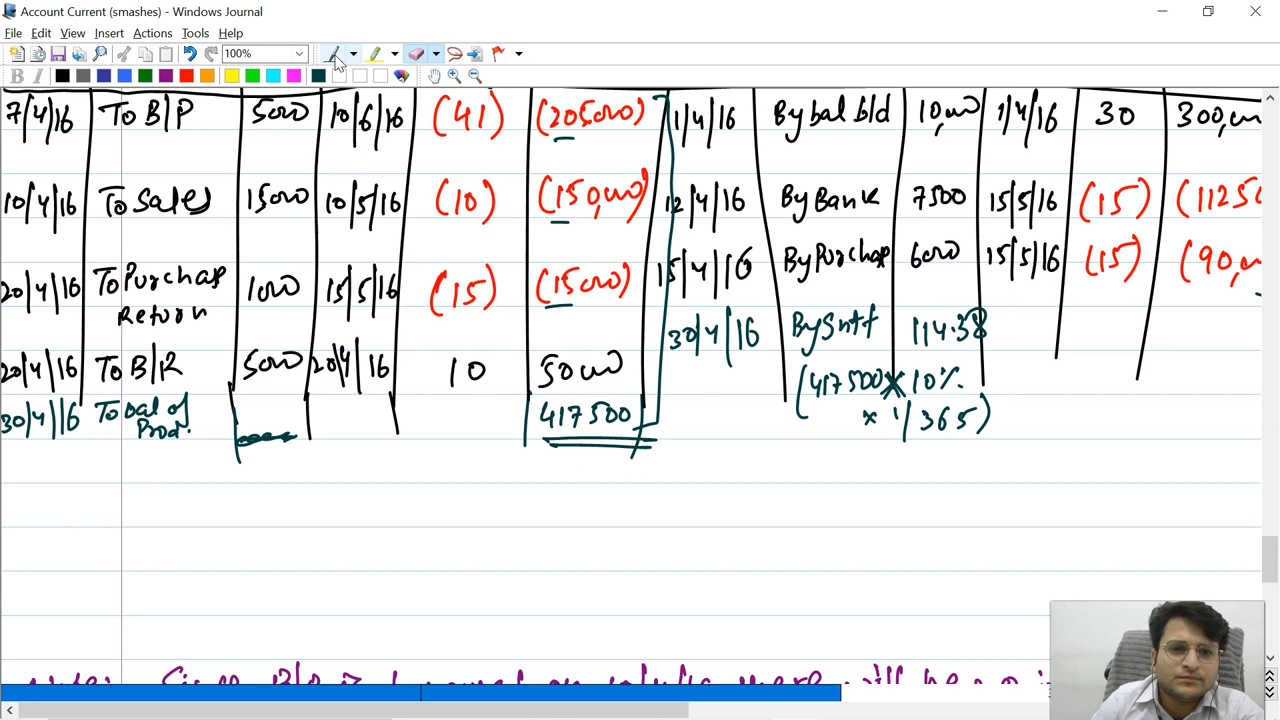 Account Current (smashes) - Windows Journal
File Edit View Insert Actions Tools Help
100%
B I
7/4/16 To B/P 5000 10/6/16 (41) (205000) 1/4/16 By bal b/d 10,000 1/4/16 30 300,000
10/4/16 To Sales 15000 10/5/16 (10) (150,000) 12/4/16 By Bank 7500 15/5/16 (15) (11250
20/4/16 To Purchas Return 1000 15/5/16 (15) (15000) 15/4/16 By Purchas 6000 15/5/16 (15) (90,00
30/4/16 By Intt 114.38
20/4/16 To B/R 5000 20/4/16 10 50000 (417500 x 10%
30/4/16 To Bal of Prod. 417500 x 1/365)